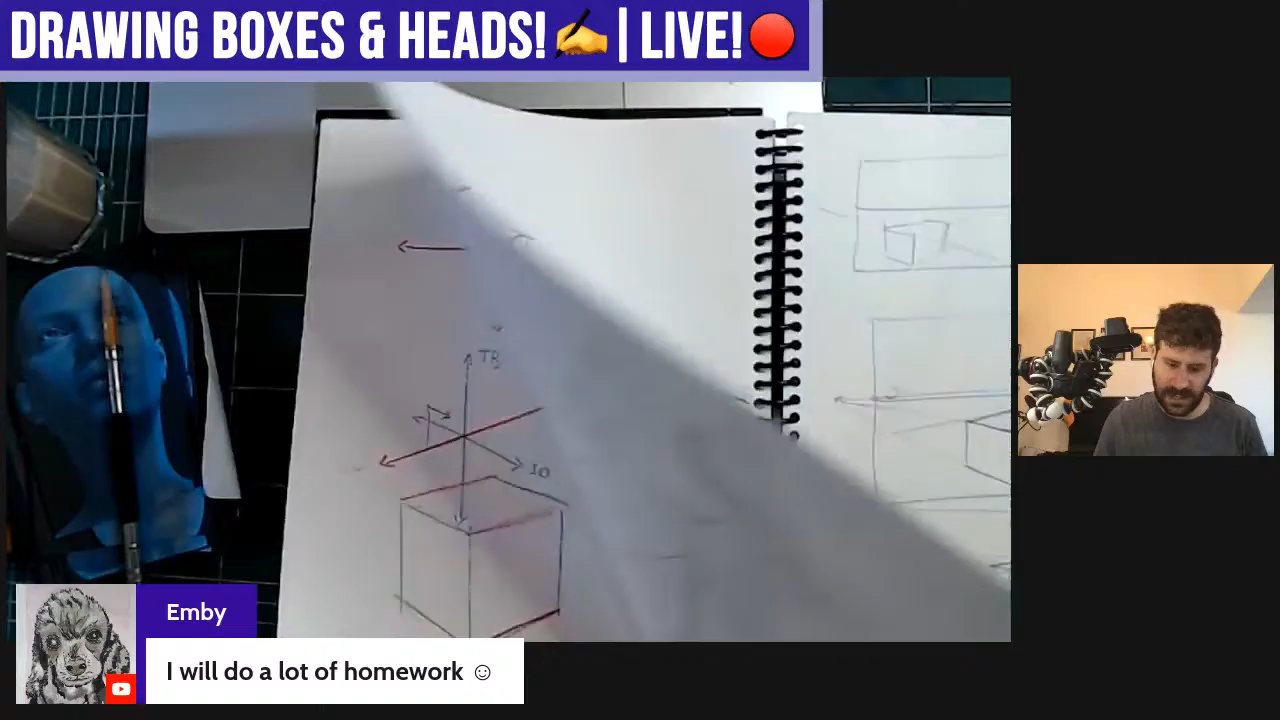 DRAWING BOXES & HEADS!✍️ | LIVE!🔴
Emby
I will do a lot of homework ☺